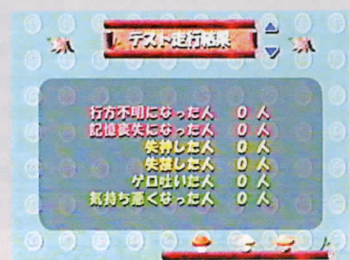 テスト走行結果
行方不明になった人 0 人
記憶喪失になった人 0 人
失神した人 0 人
失禁した人 0 人
ゲロ吐いた人 0 人
気持ち悪くなった人 0 人